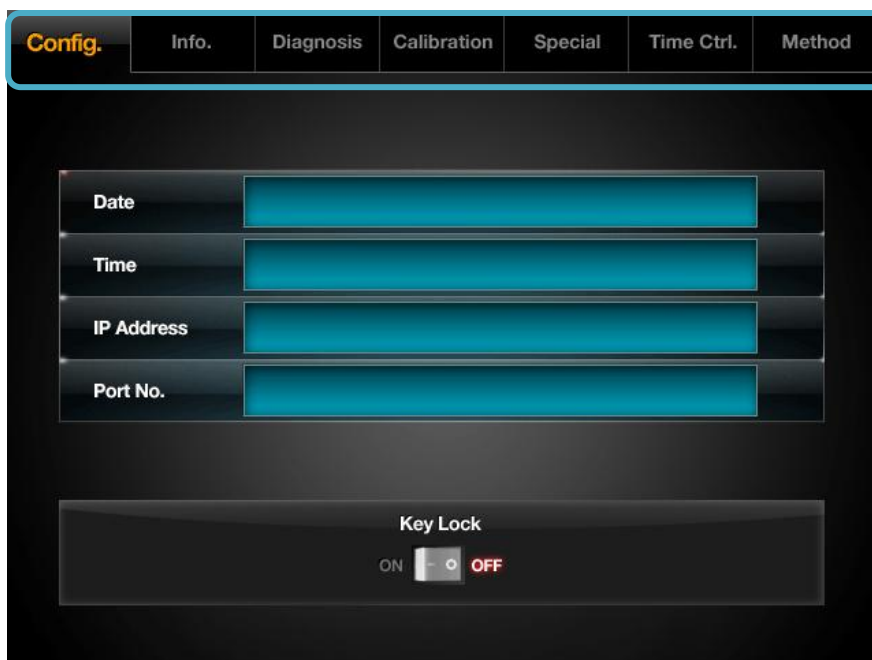 Config. Info. Diagnosis Calibration Special Time Ctrl. Method
Date
Time
IP Address
Port No.
Key Lock
ON OFF